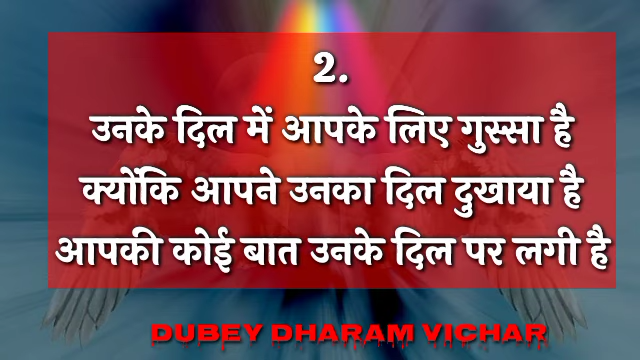 2.
उनके दिल में आपके लिए गुस्सा है
क्योंकि आपने उनका दिल दुखाया है
आपकी कोई बात उनके दिल पर लगी है
DUBEY DHARAM VICHAR